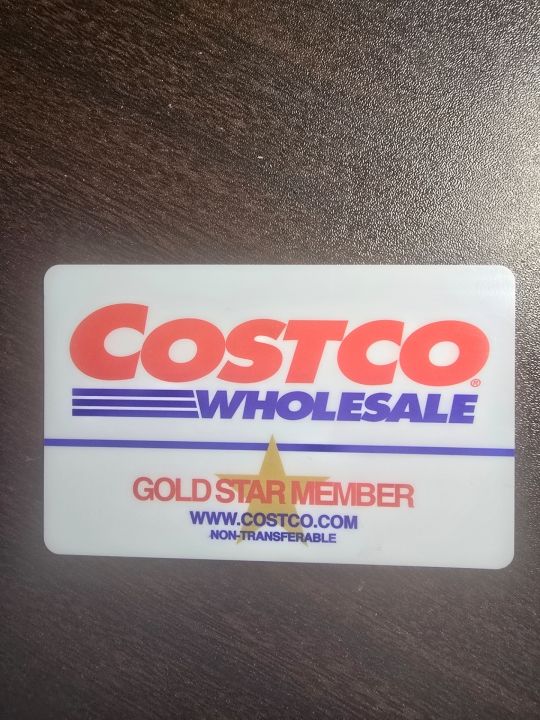 COSTCO®
WHOLESALE
GOLD STAR MEMBER
WWW.COSTCO.COM
NON-TRANSFERABLE